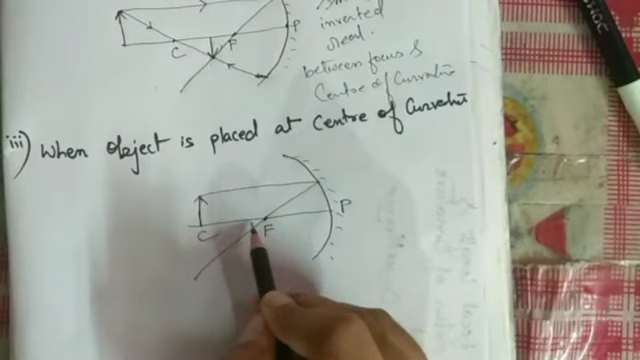 inverted
real.
between focus &
Centre of Curvature
C
F
P
iii) When Object is placed at Centre of Curvature
P
C
F